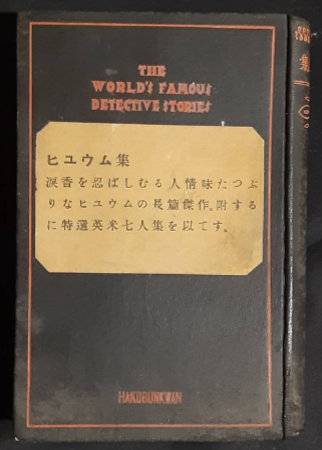 THE
WORLD'S FAMOUS
DETECTIVE STORIES
ヒユウム集
涙香を忍ばしむる人情味たつぷ
りなヒユウムの長篇傑作。附する
に特選英米七人集を以てす。
HAKUBUNKWAN
集